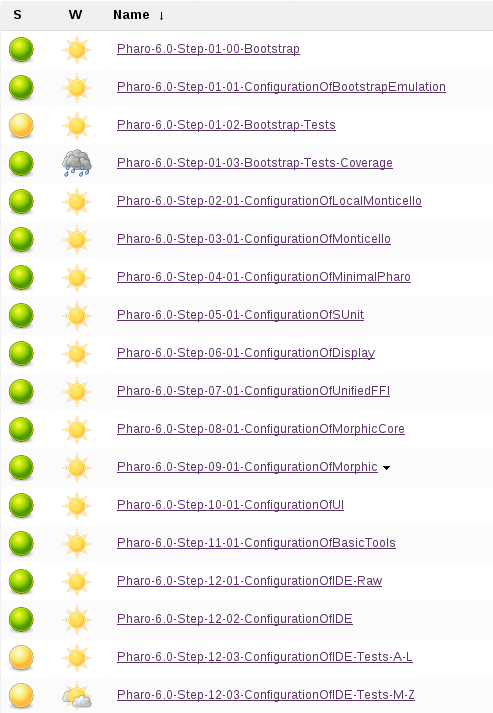 S W Name ↓
Pharo-6.0-Step-01-00-Bootstrap
Pharo-6.0-Step-01-01-ConfigurationOfBootstrapEmulation
Pharo-6.0-Step-01-02-Bootstrap-Tests
Pharo-6.0-Step-01-03-Bootstrap-Tests-Coverage
Pharo-6.0-Step-02-01-ConfigurationOfLocalMonticello
Pharo-6.0-Step-03-01-ConfigurationOfMonticello
Pharo-6.0-Step-04-01-ConfigurationOfMinimalPharo
Pharo-6.0-Step-05-01-ConfigurationOfSUnit
Pharo-6.0-Step-06-01-ConfigurationOfDisplay
Pharo-6.0-Step-07-01-ConfigurationOfUnifiedFFI
Pharo-6.0-Step-08-01-ConfigurationOfMorphicCore
Pharo-6.0-Step-09-01-ConfigurationOfMorphic
Pharo-6.0-Step-10-01-ConfigurationOfUI
Pharo-6.0-Step-11-01-ConfigurationOfBasicTools
Pharo-6.0-Step-12-01-ConfigurationOfIDE-Raw
Pharo-6.0-Step-12-02-ConfigurationOfIDE
Pharo-6.0-Step-12-03-ConfigurationOfIDE-Tests-A-L
Pharo-6.0-Step-12-03-ConfigurationOfIDE-Tests-M-Z